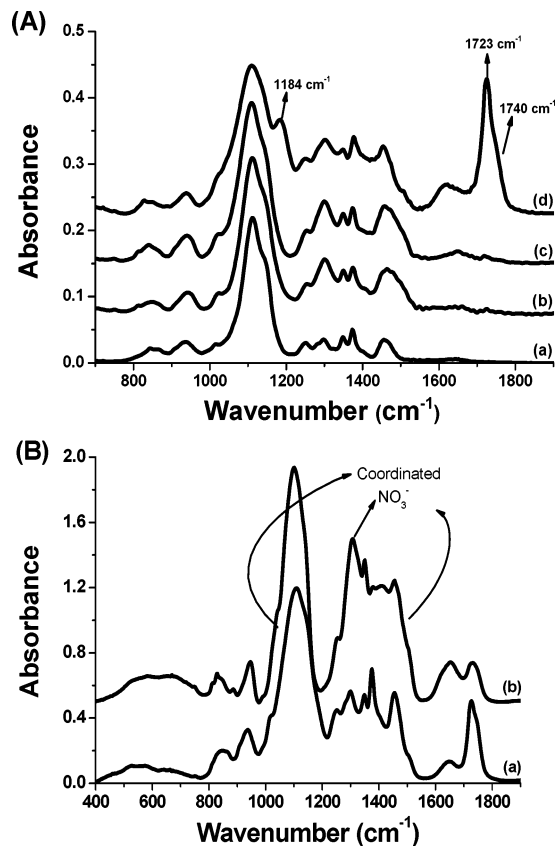 (A)
0.5
0.4
0.3
0.2
0.1
0.0
Absorbance
1184 cm-1
1723 cm-1
1740 cm-1
(d)
(c)
(b)
(a)
800 1000 1200 1400 1600 1800
Wavenumber (cm-1)
(B)
2.0
1.6
1.2
0.8
0.4
0.0
Absorbance
Coordinated
NO3-
(b)
(a)
400 600 800 1000 1200 1400 1600 1800
Wavenumber (cm-1)